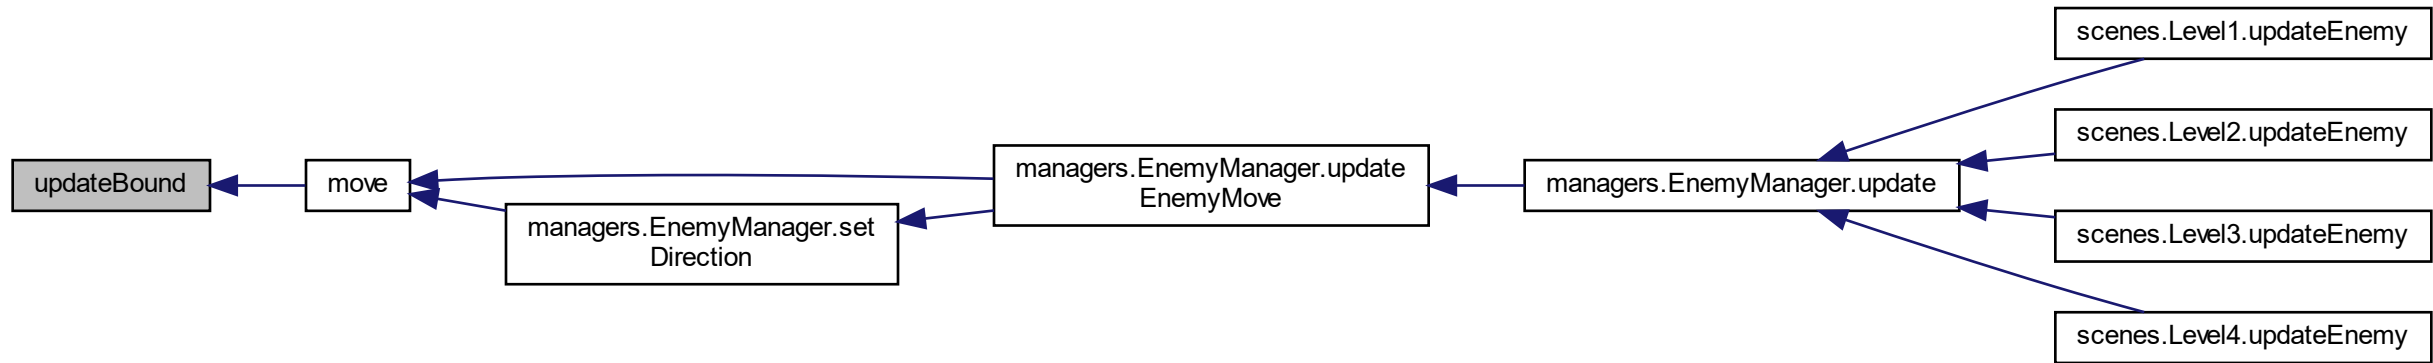 updateBound
move
managers.EnemyManager.set
Direction
managers.EnemyManager.update
EnemyMove
managers.EnemyManager.update
scenes.Level1.updateEnemy
scenes.Level2.updateEnemy
scenes.Level3.updateEnemy
scenes.Level4.updateEnemy